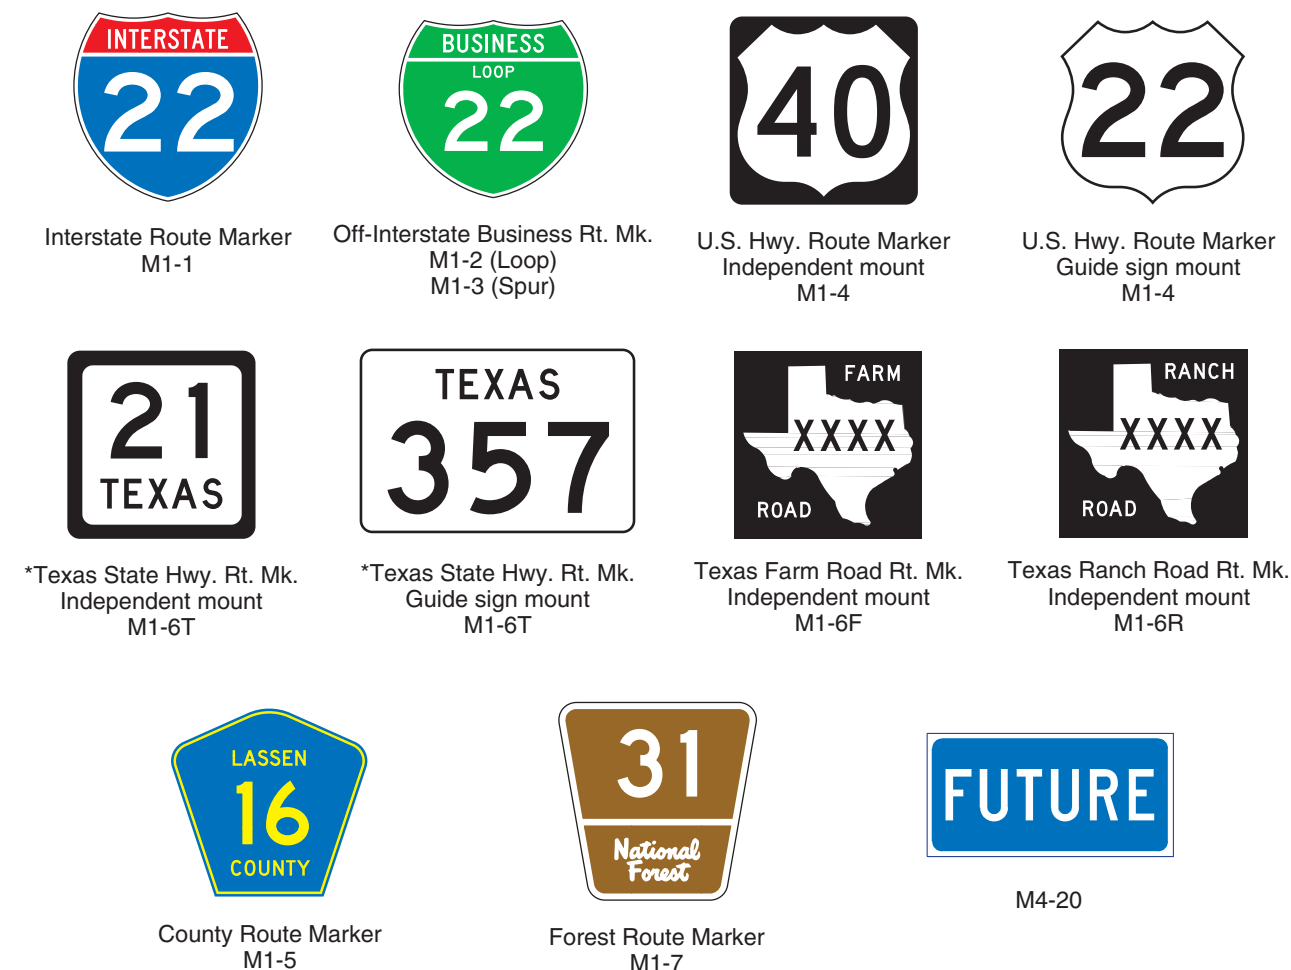 INTERSTATE
22
Interstate Route Marker
M1-1
BUSINESS
LOOP
22
Off-Interstate Business Rt. Mk.
M1-2 (Loop)
M1-3 (Spur)
40
U.S. Hwy. Route Marker
Independent mount
M1-4
22
U.S. Hwy. Route Marker
Guide sign mount
M1-4
21
TEXAS
*Texas State Hwy. Rt. Mk.
Independent mount
M1-6T
TEXAS
357
*Texas State Hwy. Rt. Mk.
Guide sign mount
M1-6T
FARM
XXXX
ROAD
Texas Farm Road Rt. Mk.
Independent mount
M1-6F
RANCH
XXXX
ROAD
Texas Ranch Road Rt. Mk.
Independent mount
M1-6R
LASSEN
16
COUNTY
County Route Marker
M1-5
31
National
Forest
Forest Route Marker
M1-7
FUTURE
M4-20